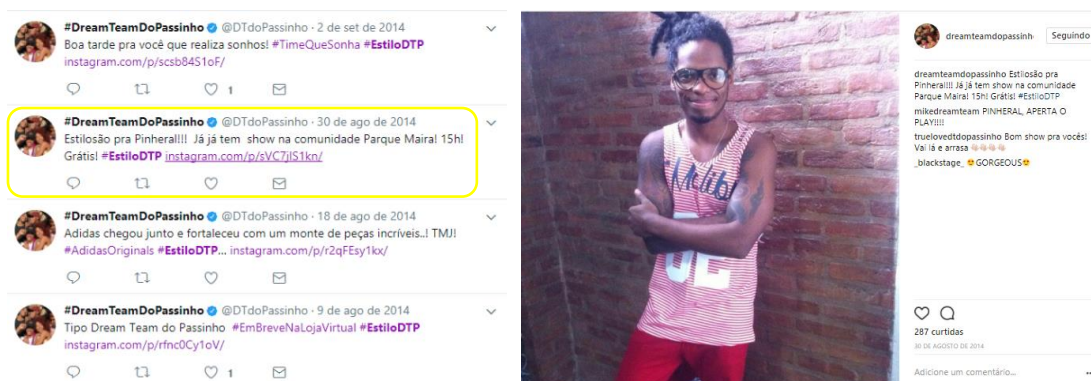 #DreamTeamDoPassinho @DTdoPassinho · 2 de set de 2014
Boa tarde pra você que realiza sonhos! #TimeQueSonha #EstiloDTP
instagram.com/p/scsb84S1oF/
1
#DreamTeamDoPassinho @DTdoPassinho · 30 de ago de 2014
Estilosão pra Pinheral!!!! Já já tem show na comunidade Parque Maira! 15h!
Grátis! #EstiloDTP instagram.com/p/sVC7jIS1kn/
#DreamTeamDoPassinho @DTdoPassinho · 18 de ago de 2014
Adidas chegou junto e fortaleceu com um monte de peças incríveis..! TMJ!
#AdidasOriginals #EstiloDTP... instagram.com/p/r2qFEsy1kx/
#DreamTeamDoPassinho @DTdoPassinho · 9 de ago de 2014
Tipo Dream Team do Passinho #EmBreveNaLojaVirtual #EstiloDTP
instagram.com/p/rfnc0Cy1oV/
1
dreamteamdopassinh Seguindo
dreamteamdopassinho Estilosão pra
Pinheral!!!! Já já tem show na comunidade
Parque Maira! 15h! Grátis! #EstiloDTP
mikedreamteam PINHERAL, APERTA O
PLAY!!!!
truelovedtdopassinho Bom show pra vocês!
Vai lá e arrasa
_blackstage_ GORGEOUS
287 curtidas
30 DE AGOSTO DE 2014
Adicione um comentário...